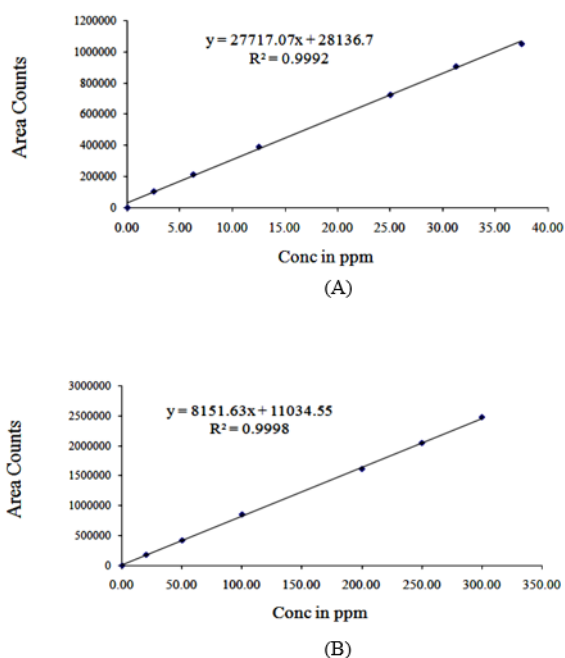 1200000
1000000
800000
600000
400000
200000
0
y = 27717.07x + 28136.7
R² = 0.9992
Area Counts
0.00 5.00 10.00 15.00 20.00 25.00 30.00 35.00 40.00
Conc in ppm
(A)
3000000
2500000
2000000
1500000
1000000
500000
0
y = 8151.63x + 11034.55
R² = 0.9998
Area Counts
0.00 50.00 100.00 150.00 200.00 250.00 300.00 350.00
Conc in ppm
(B)